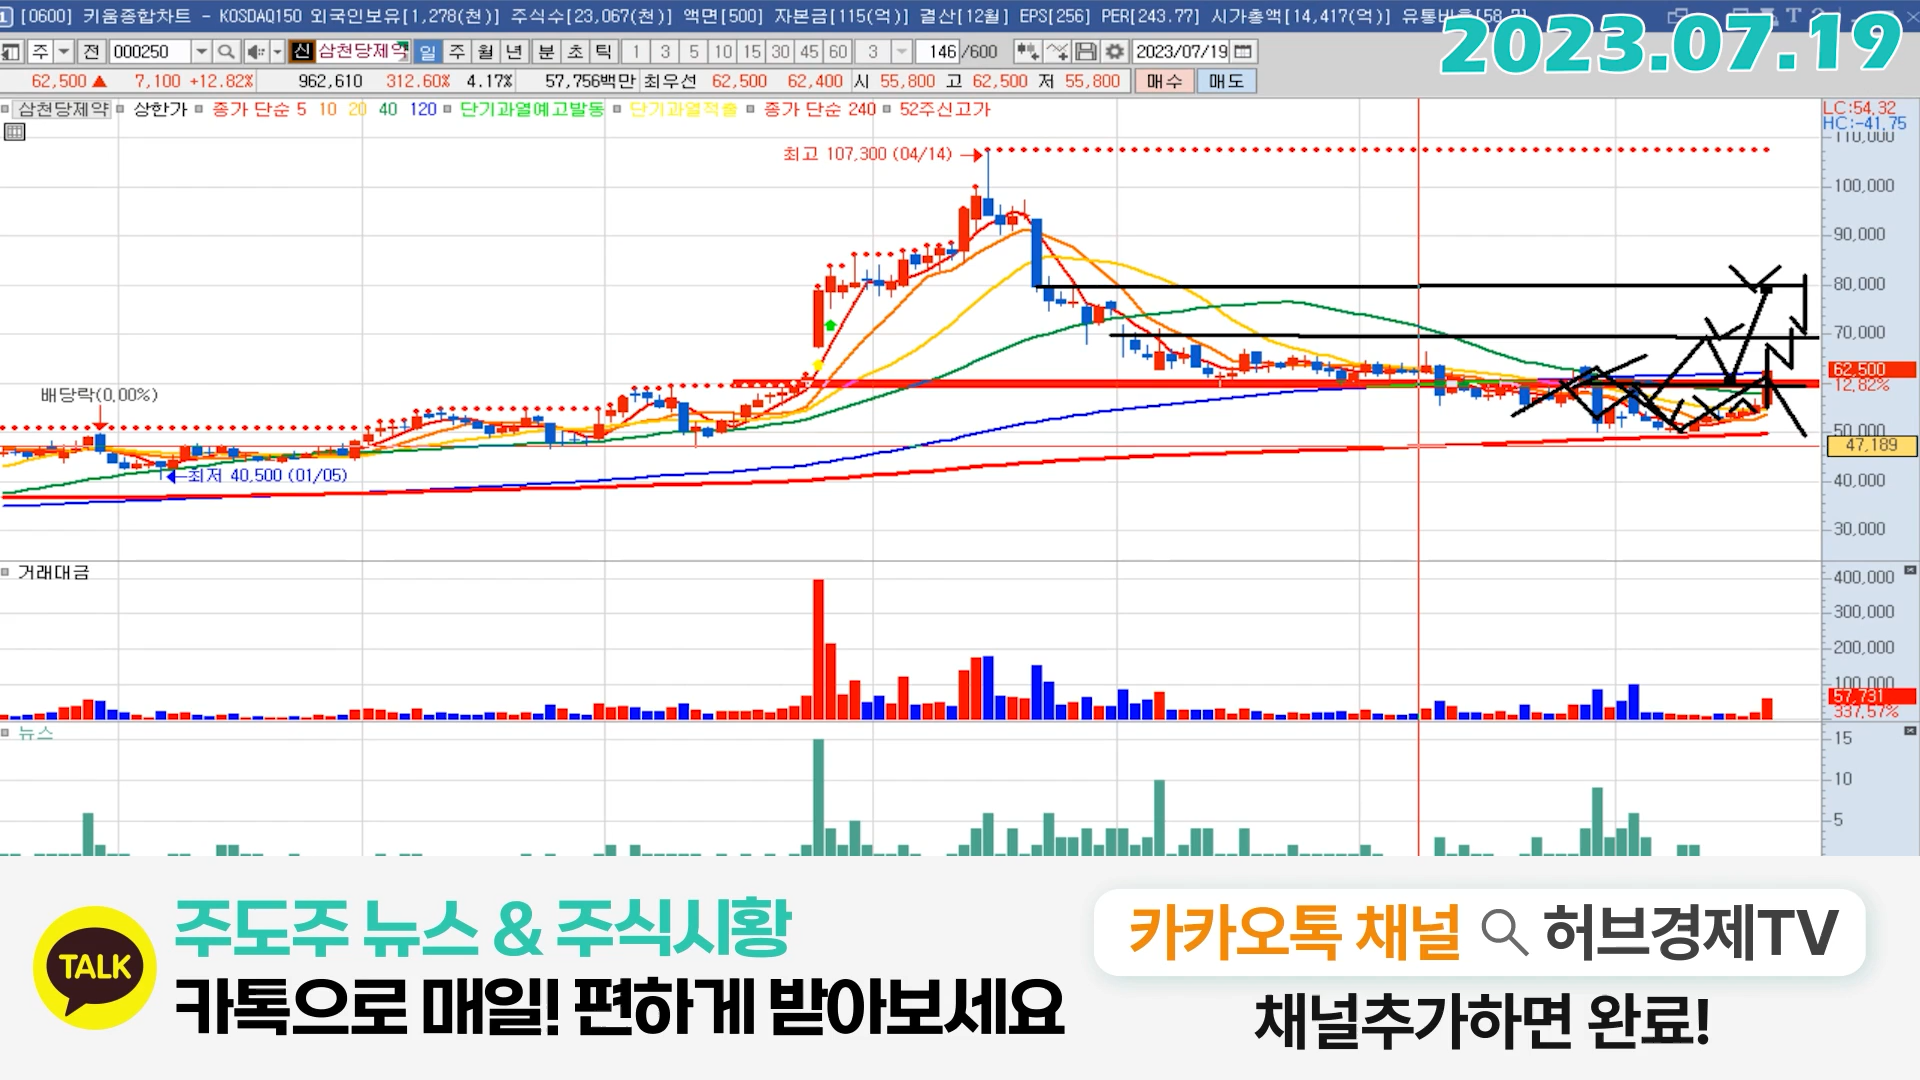 [0600] 키움종합차트 - KOSDAQ150 외국인보유[1,278(천)] 주식수[23,067(천)] 액면[500] 자본금[115(억)] 결산[12월] EPS[256] PER[243.77] 시가총액[14,417(억)]
2023.07.19
주 전 000250 신 삼천당제약 일 주 월 년 분 초 틱 1 3 5 10 15 30 45 60 3 146 /600 2023/07/19
62,500 ▲ 7,100 +12.82% 962,610 312.60% 4.17% 57,756백만 최우선 62,500 62,400 시 55,800 고 62,500 저 55,800 매수 매도
삼천당제약 상한가 종가 단순 5 10 20 40 120 단기과열예고발동 단기과열적출 종가 단순 240 52주신고가
LC:54.32
HC:-41.75
110,000
최고 107,300 (04/14)
100,000
90,000
80,000
70,000
62,500
12.82%
배당락(0.00%)
50,000
47,189
최저 40,500 (01/05)
40,000
30,000
거래대금
400,000
300,000
200,000
100,000
57,731
337.57%
뉴스
15
10
5
TALK
주도주 뉴스 & 주식시황
카톡으로 매일! 편하게 받아보세요
카카오톡 채널 허브경제TV
채널추가하면 완료!